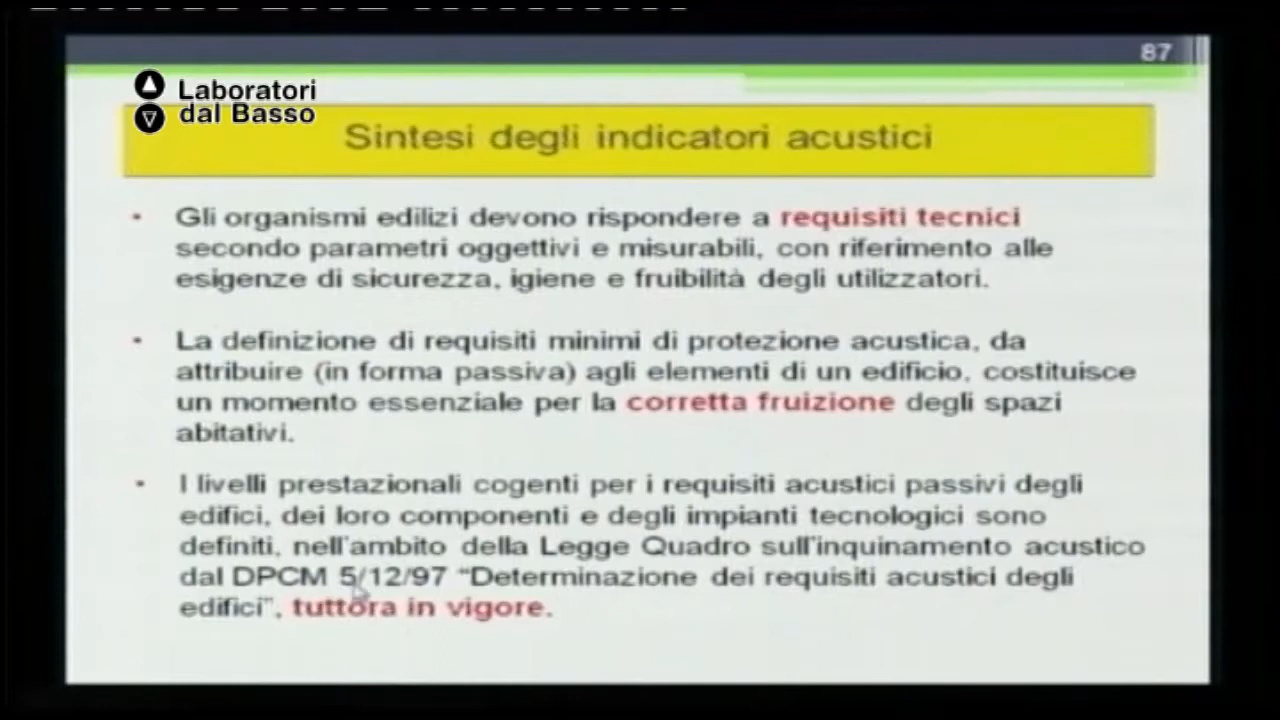 87
Laboratori
dal Basso
Sintesi degli indicatori acustici
• Gli organismi edilizi devono rispondere a requisiti tecnici
secondo parametri oggettivi e misurabili, con riferimento alle
esigenze di sicurezza, igiene e fruibilità degli utilizzatori.
• La definizione di requisiti minimi di protezione acustica, da
attribuire (in forma passiva) agli elementi di un edificio, costituisce
un momento essenziale per la corretta fruizione degli spazi
abitativi.
• I livelli prestazionali cogenti per i requisiti acustici passivi degli
edifici, dei loro componenti e degli impianti tecnologici sono
definiti, nell'ambito della Legge Quadro sull'inquinamento acustico
dal DPCM 5/12/97 "Determinazione dei requisiti acustici degli
edifici", tuttora in vigore.